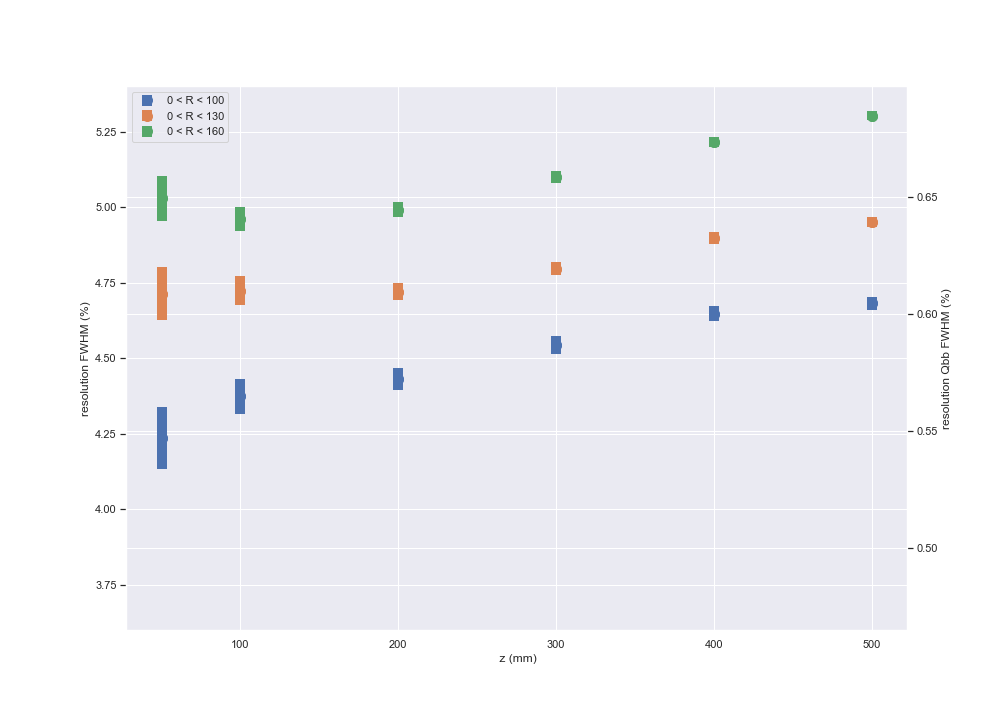 0 < R < 100
0 < R < 130
0 < R < 160
resolution FWHM (%)
5.25
5.00
4.75
4.50
4.25
4.00
3.75
0.65
0.60
0.55
0.50
resolution Qbb FWHM (%)
100 200 300 400 500
z (mm)